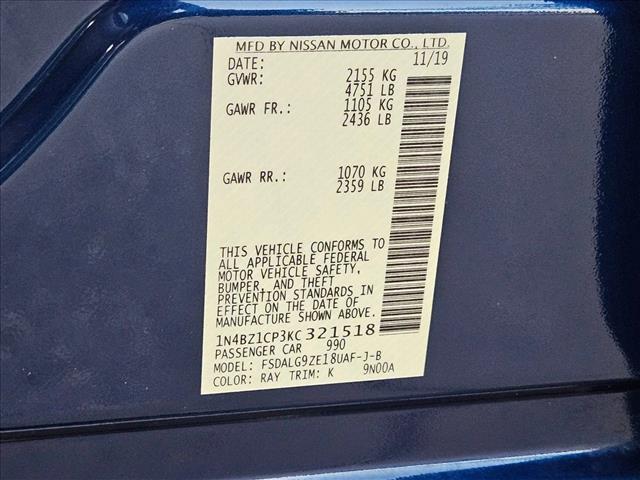 MFD BY NISSAN MOTOR CO., LTD.
DATE: 11/19
GVWR: 2155 KG
4751 LB
GAWR FR.: 1105 KG
2436 LB
GAWR RR.: 1070 KG
2359 LB
THIS VEHICLE CONFORMS TO
ALL APPLICABLE FEDERAL
MOTOR VEHICLE SAFETY,
BUMPER, AND THEFT
PREVENTION STANDARDS IN
EFFECT ON THE DATE OF
MANUFACTURE SHOWN ABOVE.
1N4BZ1CP3KC321518
PASSENGER CAR 990
MODEL: FSDALG9ZE18UAF-J-B
COLOR: RAY TRIM: K 9N00A